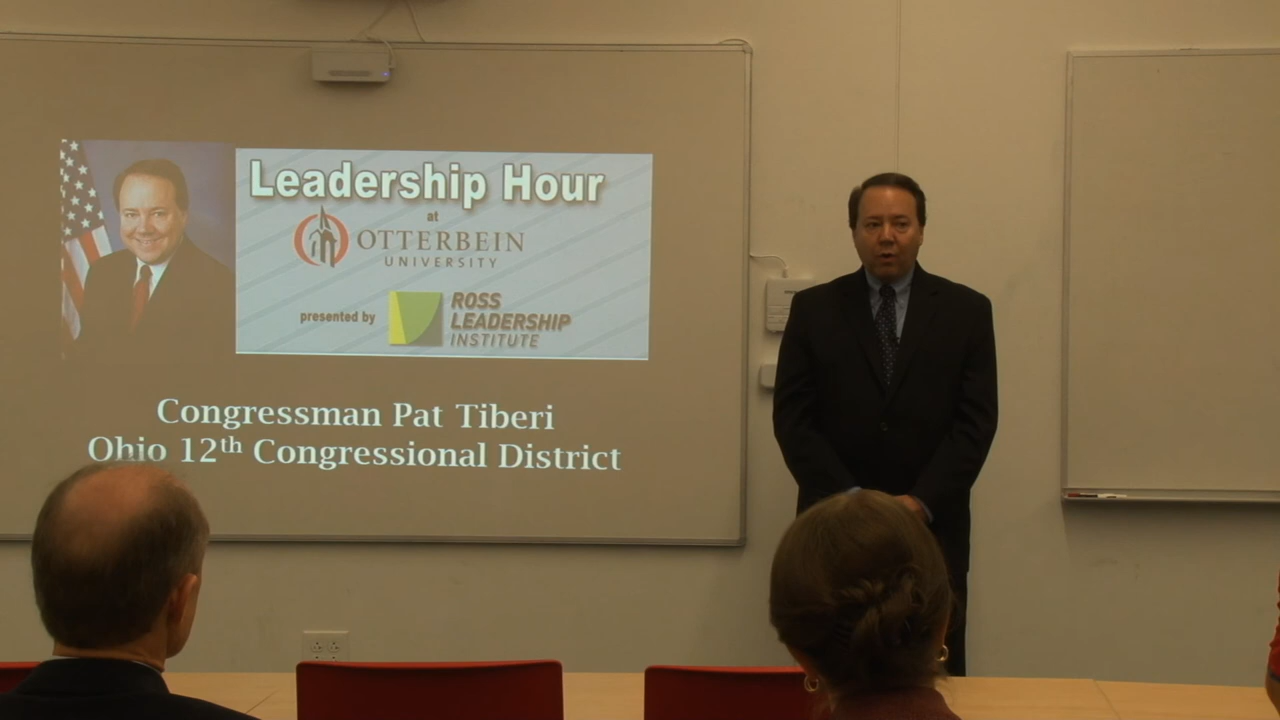 Leadership Hour
at
OTTERBEIN
UNIVERSITY
presented by
ROSS
LEADERSHIP
INSTITUTE
Congressman Pat Tiberi
Ohio 12th Congressional District